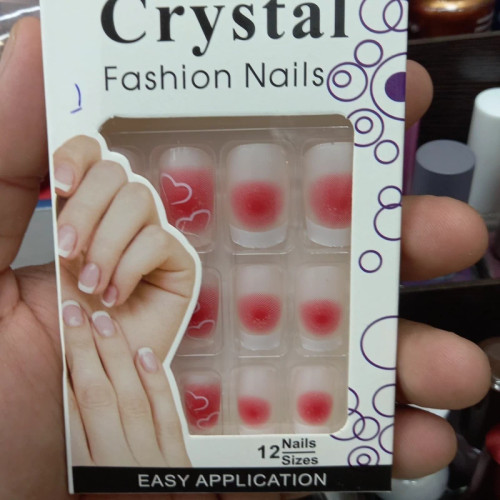 Crystal
Fashion Nails
12 Nails
Sizes
EASY APPLICATION